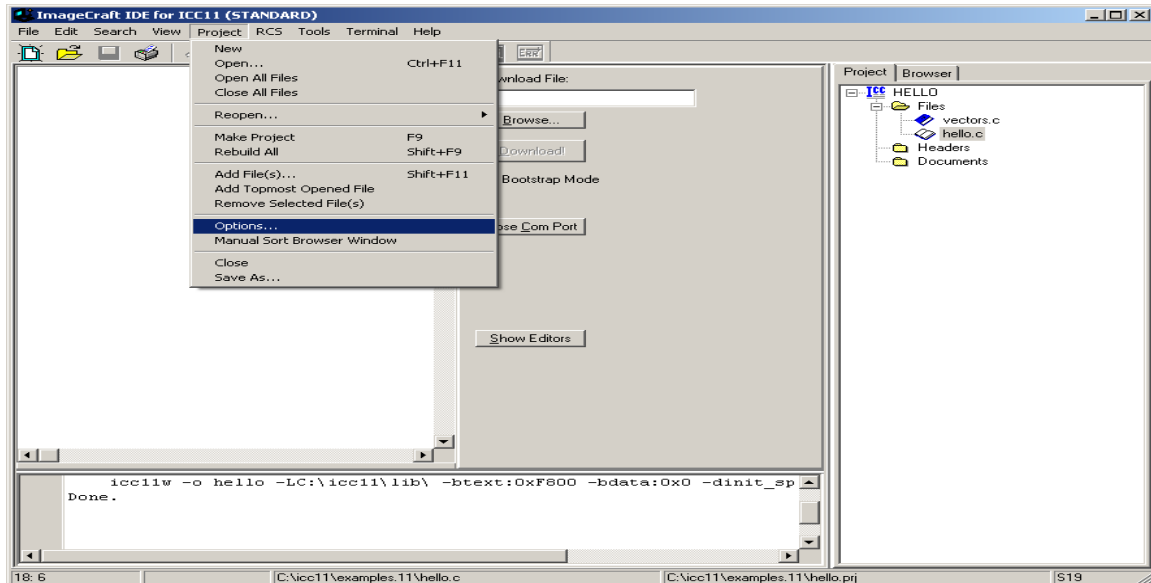 ImageCraft IDE for ICC11 (STANDARD)
File Edit Search View Project RCS Tools Terminal Help
New
Open... Ctrl+F11
Open All Files
Close All Files
Reopen...
Make Project F9
Rebuild All Shift+F9
Add File(s)... Shift+F11
Add Topmost Opened File
Remove Selected File(s)
Options...
Manual Sort Browser Window
Close
Save As...
ERR
wnload File:
Browse...
Download!
Bootstrap Mode
ose Com Port
Show Editors
Project Browser
ICC HELLO
Files
vectors.c
hello.c
Headers
Documents
icc11w -o hello -LC:\icc11\lib\ -btext:0xF800 -bdata:0x0 -dinit_sp
Done.
18: 6 C:\icc11\examples.11\hello.c C:\icc11\examples.11\hello.prj S19